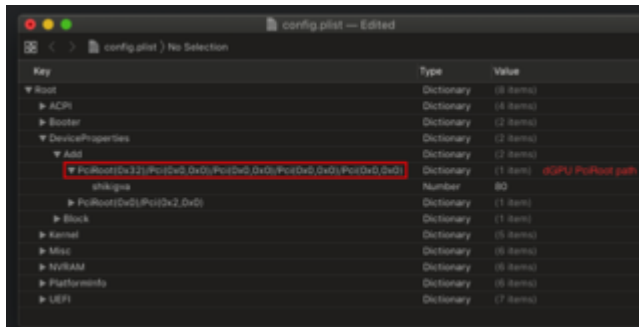 config.plist — Edited
config.plist 〉 No Selection
Key Type Value
Root Dictionary (8 items)
ACPI Dictionary (4 items)
Booter Dictionary (2 items)
DeviceProperties Dictionary (2 items)
Add Dictionary (2 items)
PciRoot(0x32)/Pci(0x0,0x0)/Pci(0x0,0x0)/Pci(0x0,0x0)/Pci(0x0,0x0) Dictionary (1 item) dGPU PciRoot path
shikigva Number 80
PciRoot(0x0)/Pci(0x2,0x0) Dictionary (1 item)
Block Dictionary (1 item)
Kernel Dictionary (5 items)
Misc Dictionary (6 items)
NVRAM Dictionary (6 items)
PlatformInfo Dictionary (6 items)
UEFI Dictionary (7 items)